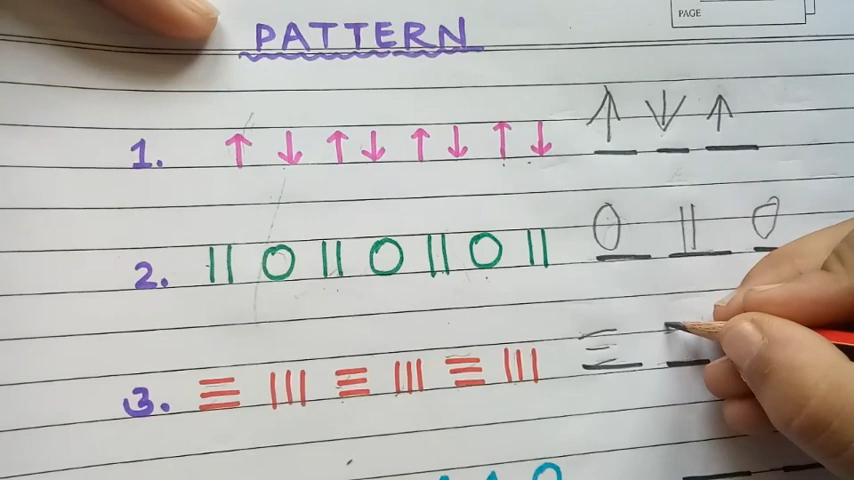 PAGE
PATTERN
1. ↑ ↓ ↑ ↓ ↑ ↓ ↑ ↓ ↑ ↓ ↑
2. || O || O || O || O || O
3. ☰ ||| ☰ ||| ☰ ||| ☰